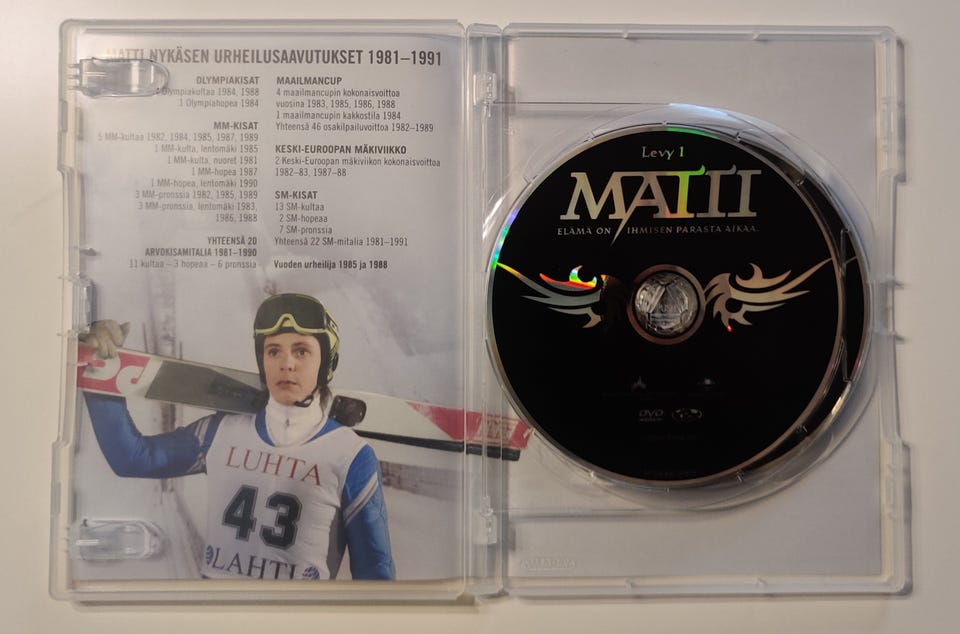 MATTI NYKÄSEN URHEILUSAAVUTUKSET 1981–1991
OLYMPIAKISAT
4 Olympiakultaa 1984, 1988
1 Olympiahopea 1984
MM-KISAT
5 MM-kultaa 1982, 1984, 1985, 1987, 1989
1 MM-kulta, lentomäki 1985
1 MM-kulta, nuoret 1981
1 MM-hopea 1987
1 MM-hopea, lentomäki 1990
3 MM-pronssia 1982, 1985, 1989
3 MM-pronssia, lentomäki 1983,
1986, 1988
YHTEENSÄ 20
ARVOKISAMITALIA 1981–1990
11 kultaa – 3 hopeaa – 6 pronssia
MAAILMANCUP
4 maailmancupin kokonaisvoittoa
vuosina 1983, 1985, 1986, 1988
1 maailmancupin kakkostila 1984
Yhteensä 46 osakilpailuvoittoa 1982–1989
KESKI-EUROOPAN MÄKIVIIKKO
2 Keski-Euroopan mäkiviikon kokonaisvoittoa
1982–83, 1987–88
SM-KISAT
13 SM-kultaa
2 SM-hopeaa
7 SM-pronssia
Yhteensä 22 SM-mitalia 1981–1991
Vuoden urheilija 1985 ja 1988
LUHTA
43
LAHTI
Levy 1
MATTI
ELÄMÄ ON IHMISEN PARASTA AIKAA.
DVD